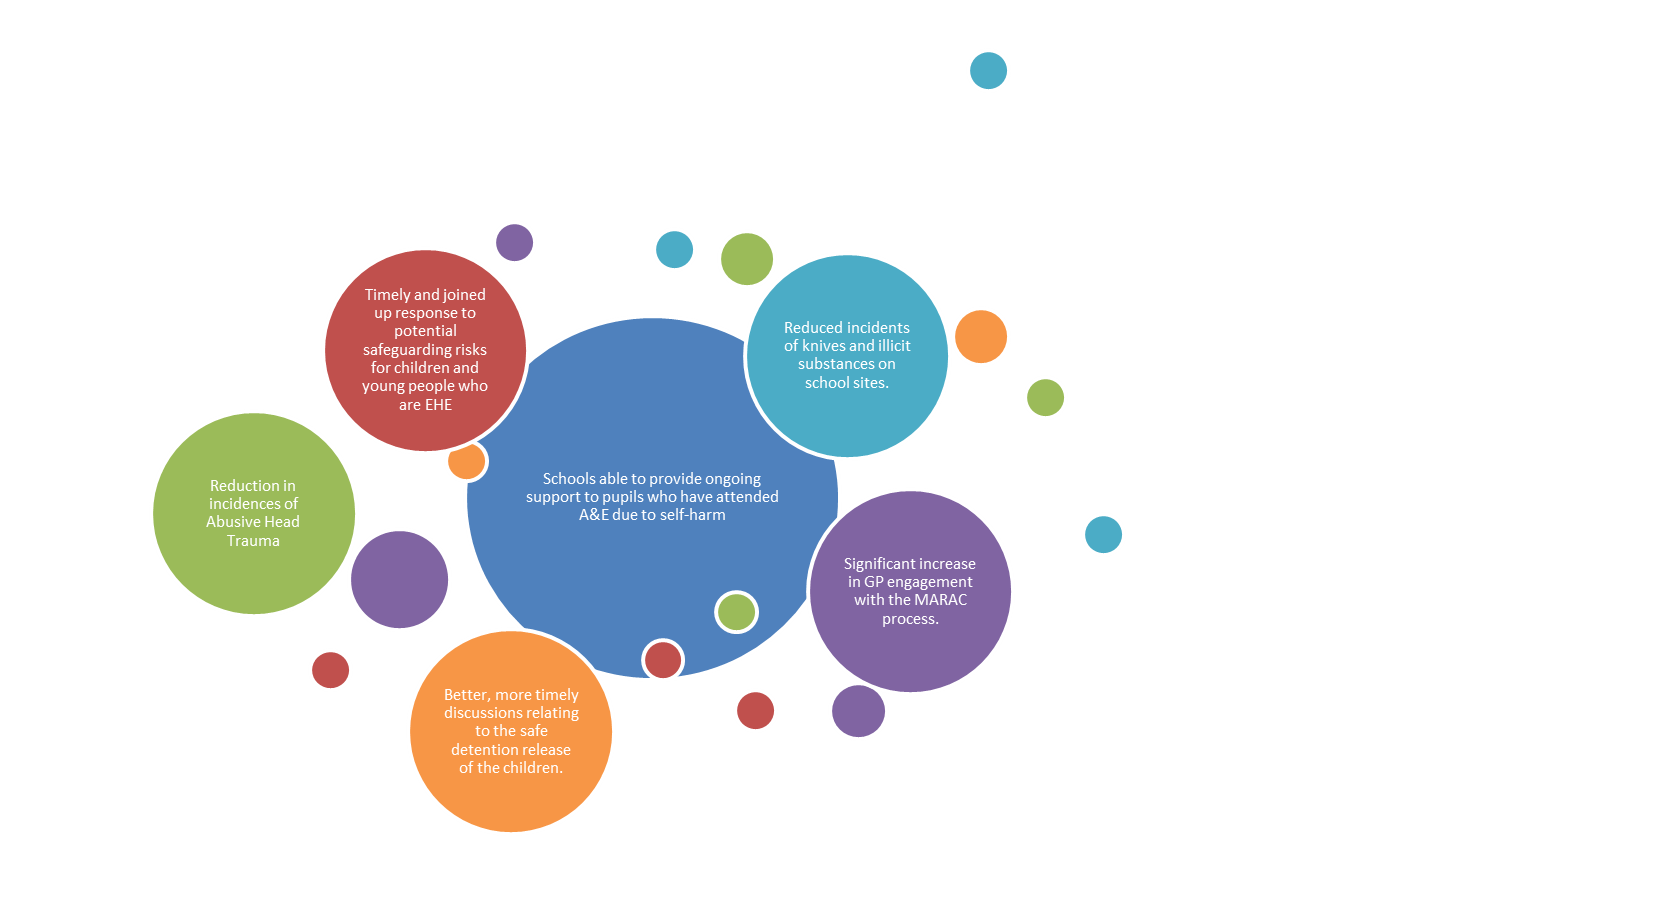 Timely and joined
up response to
potential
safeguarding risks
for children and
young people who
are EHE
Reduced incidents
of knives and illicit
substances on
school sites.
Reduction in
incidences of
Abusive Head
Trauma
Schools able to provide ongoing
support to pupils who have attended
A&E due to self-harm
Significant increase
in GP engagement
with the MARAC
process.
Better, more timely
discussions relating
to the safe
detention release
of the children.